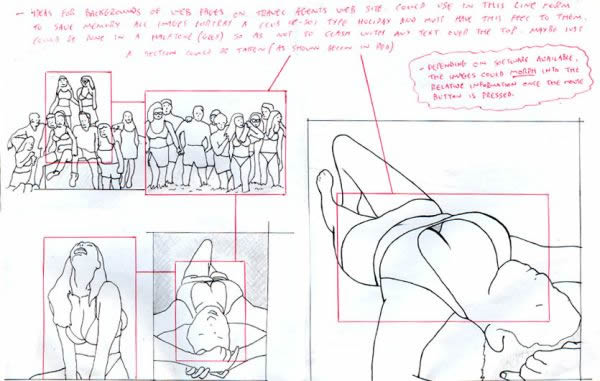 - IDEAS FOR BACKGROUNDS OF WEB PAGES ON TRAVEL AGENTS WEB SITE COULD USE IN THIS LINE FORM
TO SAVE MEMORY. ALL IMAGES PORTRAY A CLUB 18-30s TYPE HOLIDAY AND MUST HAVE THIS FEEL TO THEM.
COULD BE DONE IN A HALFTONE SO AS NOT TO CLASH WITH ANY TEXT OVER THE TOP. MAYBE JUST
A SECTION COULD BE TAKEN (AS SHOWN BELOW IN RED)
- DEPENDING ON SOFTWARE AVAILABLE,
THE IMAGES COULD MORPH INTO THE
RELATIVE INFORMATION ONCE THE MOUSE
BUTTON IS PRESSED.